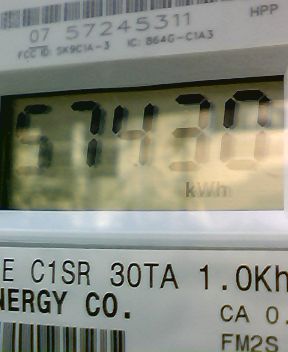 07 57245311
HPP
FCC ID: SK9C1A-3 IC: 864G-C1A3
57430
kWh
E C1SR 30TA 1.0Kh
NERGY CO.
CA 0.
FM2S